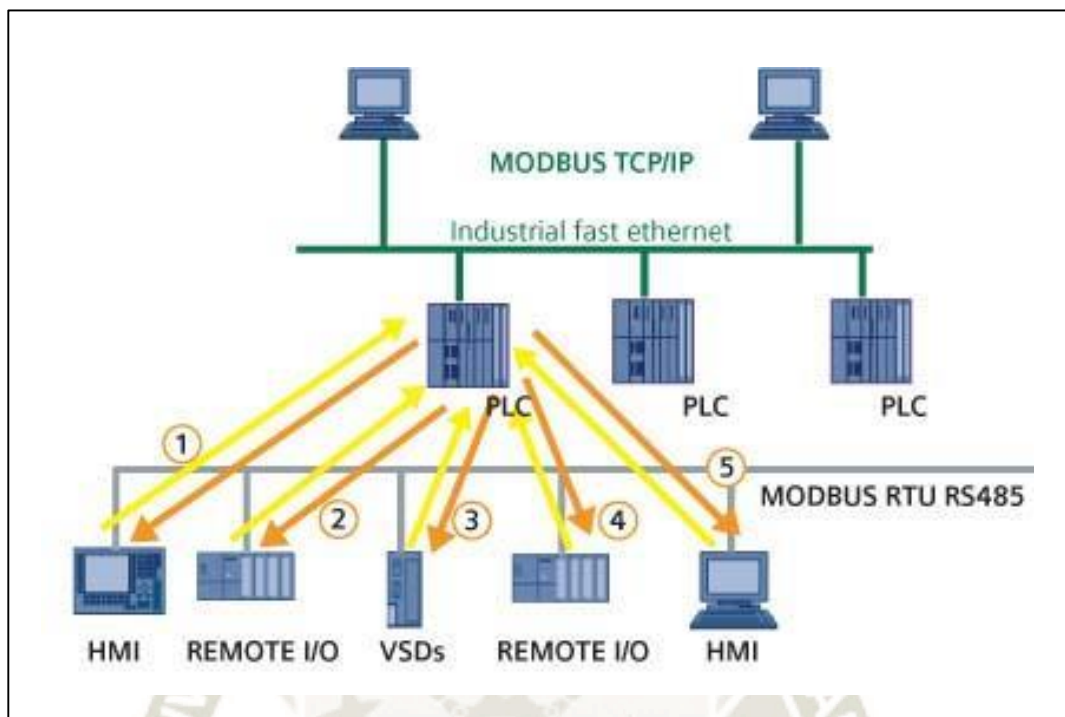 MODBUS TCP/IP
Industrial fast ethernet
PLC
PLC
PLC
1
2
3
4
5
MODBUS RTU RS485
HMI
REMOTE I/O
VSDs
REMOTE I/O
HMI